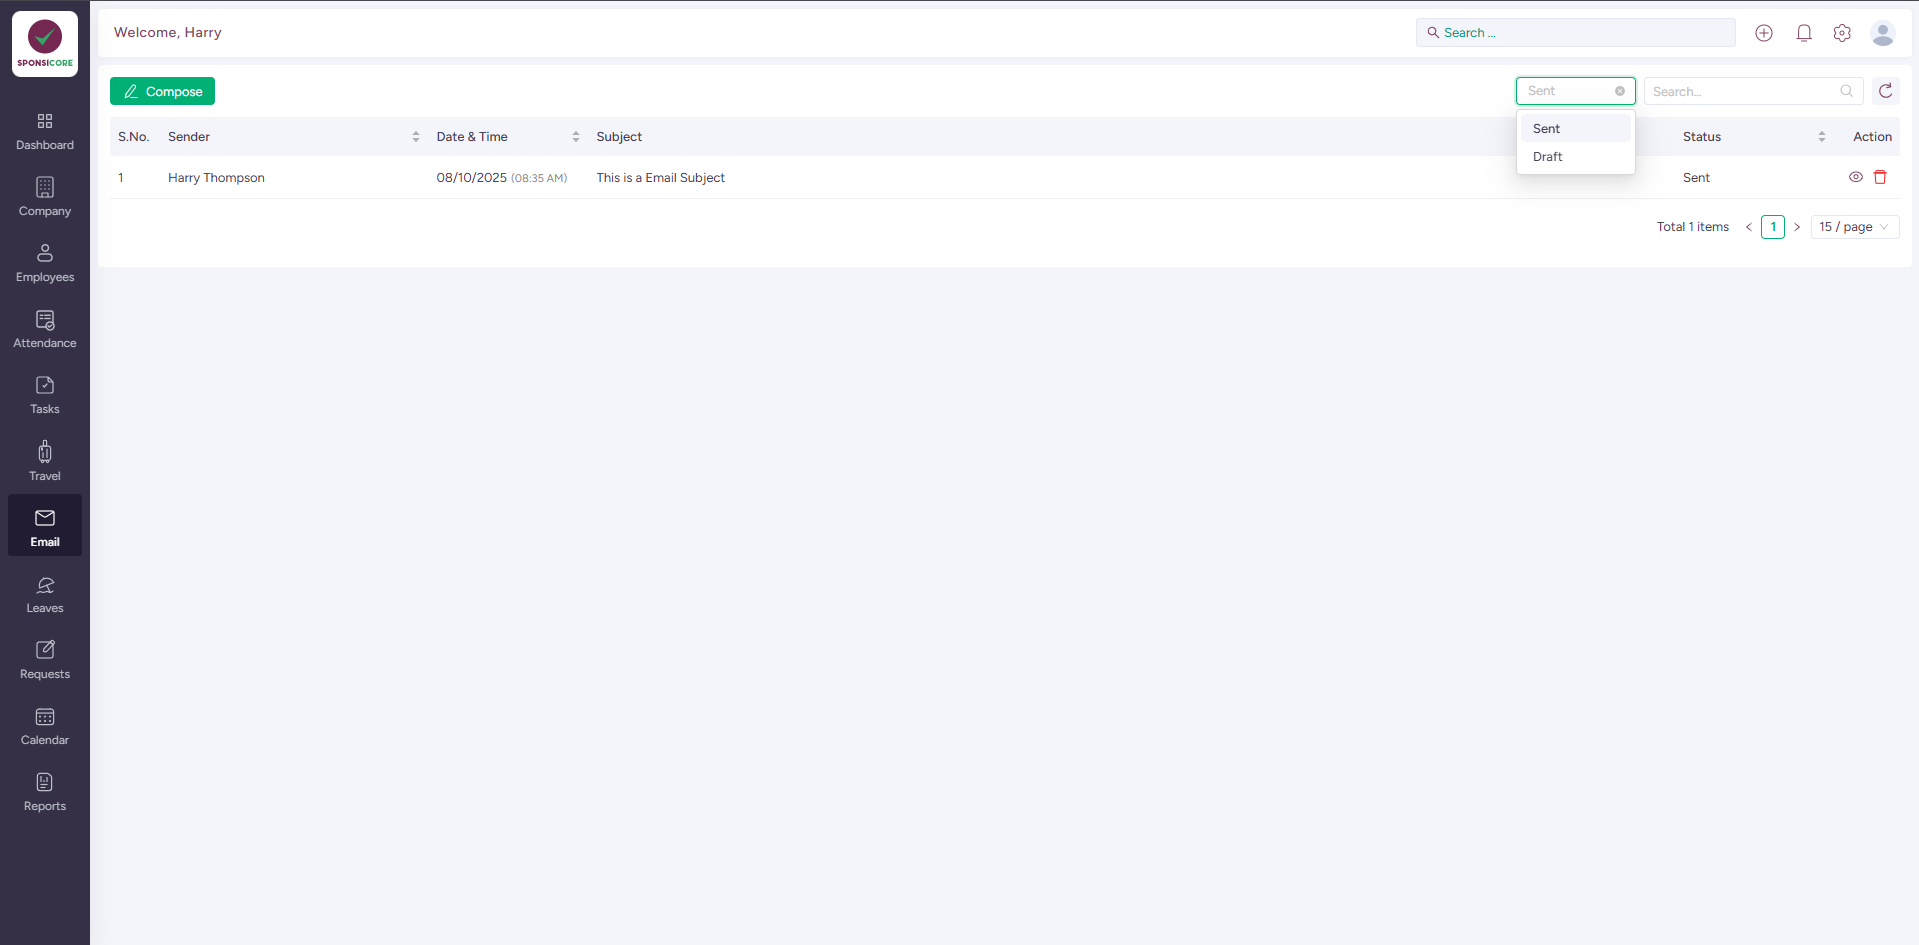 SPONSICORE
Welcome, Harry
Search ...
Dashboard
Company
Employees
Attendance
Tasks
Travel
Email
Leaves
Requests
Calendar
Reports
Compose
Sent
Search...
Sent
Draft
S.No. Sender Date & Time Subject Status Action
1 Harry Thompson 08/10/2025 (08:35 AM) This is a Email Subject Sent
Total 1 items 1 15 / page